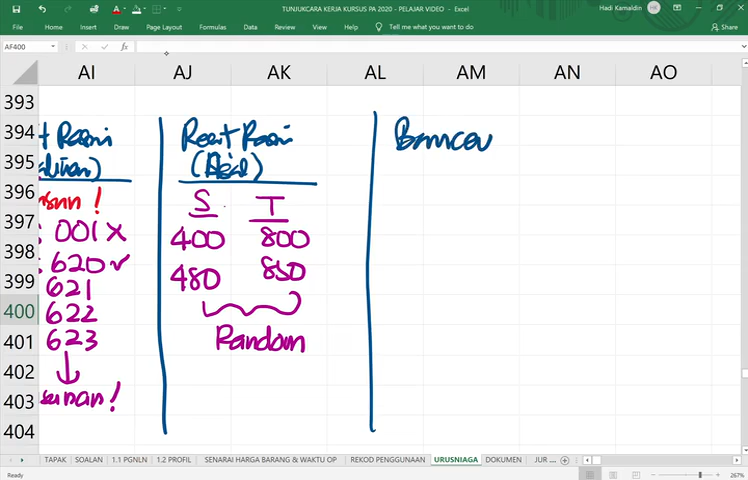 TUNJUKCARA KERJA KURSUS PA 2020 - PELAJAR VIDEO - Excel
Hadi Kamaldin
HK
File Home Insert Draw Page Layout Formulas Data Review View Help Tell me what you want to do Share
AF400 fx
AI AJ AK AL AM AN AO
393
394
395
396
397
398
399
400
401
402
403
404
!
001 X
620 ✓
621
622
623
↓
!
S T
400 800
480 850
Random
TAPAK SOALAN 1.1 PGNLN 1.2 PROFIL SENARAI HARGA BARANG & WAKTU OP REKOD PENGGUNAAN URUSNIAGA DOKUMEN JUR ...
Ready 267%